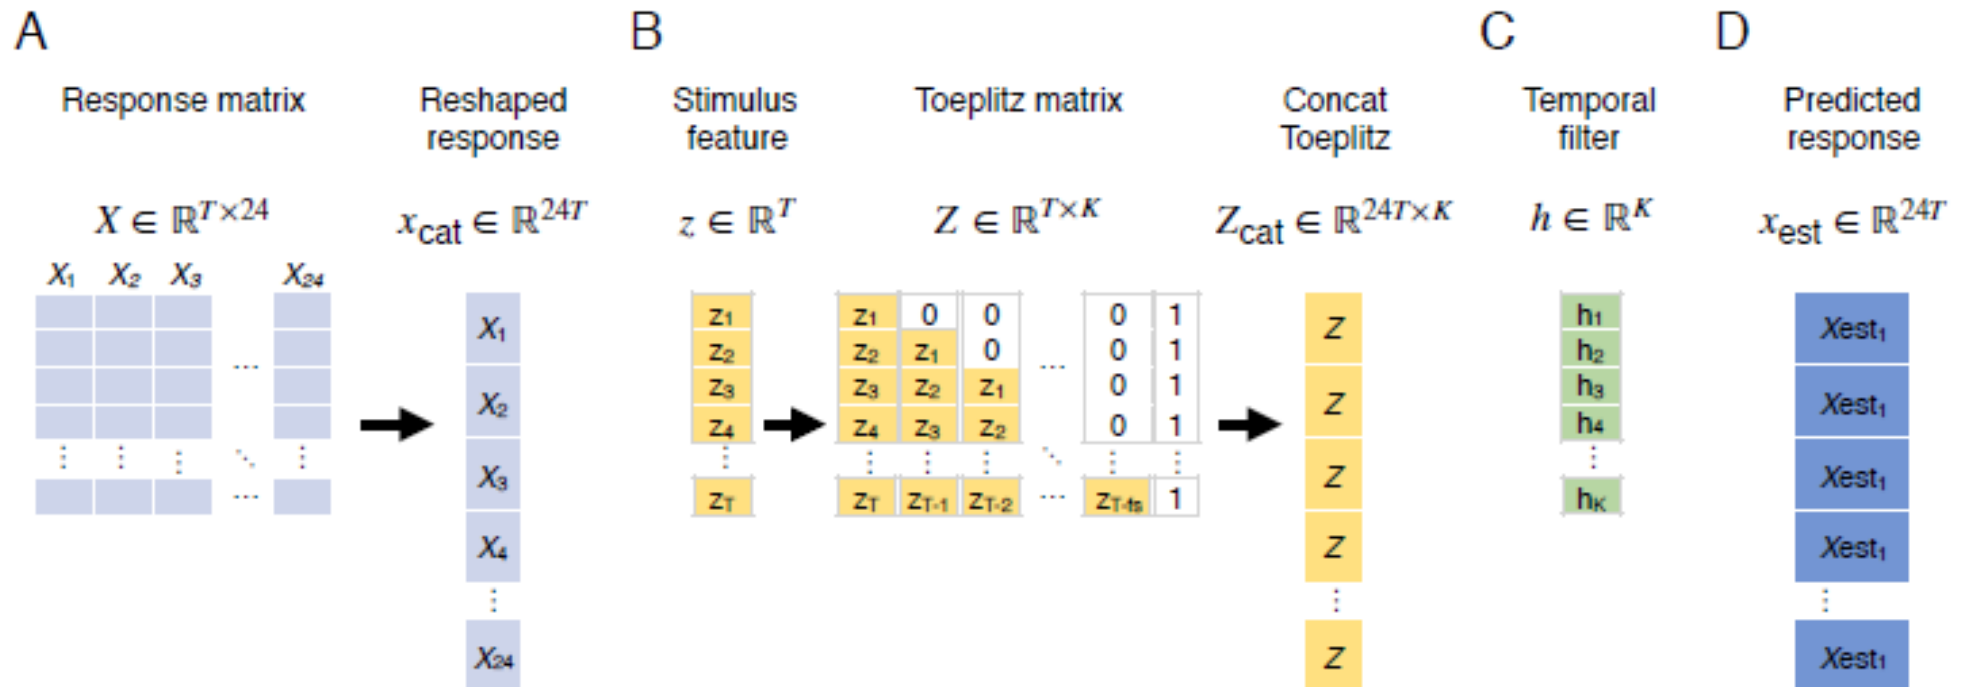 A
B
C
D
Response matrix
Reshaped
response
Stimulus
feature
Toeplitz matrix
Concat
Toeplitz
Temporal
filter
Predicted
response
X ∈ ℝ^{T×24}
x_cat ∈ ℝ^{24T}
z ∈ ℝ^T
Z ∈ ℝ^{T×K}
Z_cat ∈ ℝ^{24T×K}
h ∈ ℝ^K
x_est ∈ ℝ^{24T}
X₁ X₂ X₃ X₂₄
X₁
X₂
X₃
X₄
⋮
X₂₄
z₁
z₂
z₃
z₄
⋮
z_T
z₁ 0 0 0 1
z₂ z₁ 0 ... 0 1
z₃ z₂ z₁ 0 1
z₄ z₃ z₂ 0 1
⋮ ⋮ ⋮ ⋱ ⋮ ⋮
z_T z_{T-1} z_{T-2} ... z_{T-fs} 1
Z
Z
Z
Z
⋮
Z
h₁
h₂
h₃
h₄
⋮
h_K
Xest₁
Xest₁
Xest₁
Xest₁
⋮
Xest₁